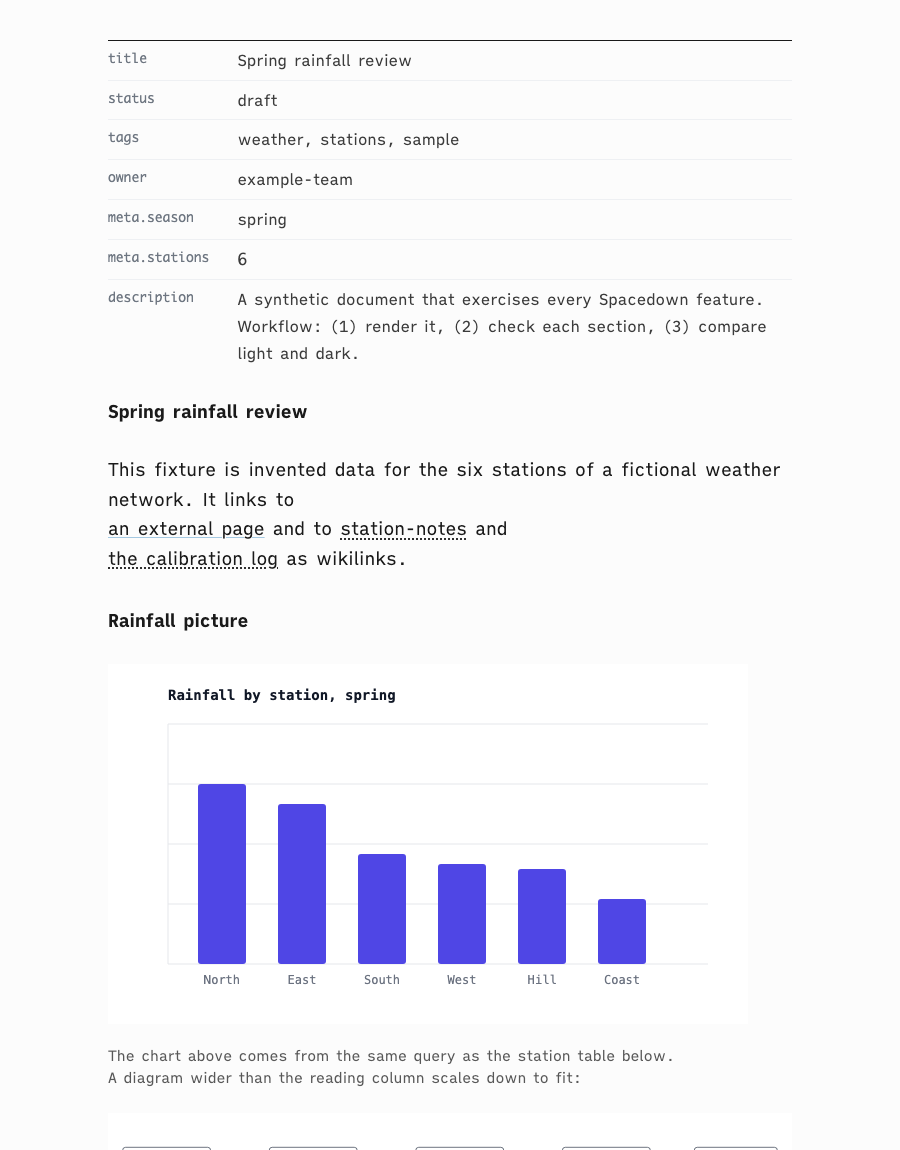 title Spring rainfall review
status draft
tags weather, stations, sample
owner example-team
meta.season spring
meta.stations 6
description A synthetic document that exercises every Spacedown feature.
Workflow: (1) render it, (2) check each section, (3) compare
light and dark.
Spring rainfall review
This fixture is invented data for the six stations of a fictional weather
network. It links to
an external page and to station-notes and
the calibration log as wikilinks.
Rainfall picture
Rainfall by station, spring
North East South West Hill Coast
The chart above comes from the same query as the station table below.
A diagram wider than the reading column scales down to fit: